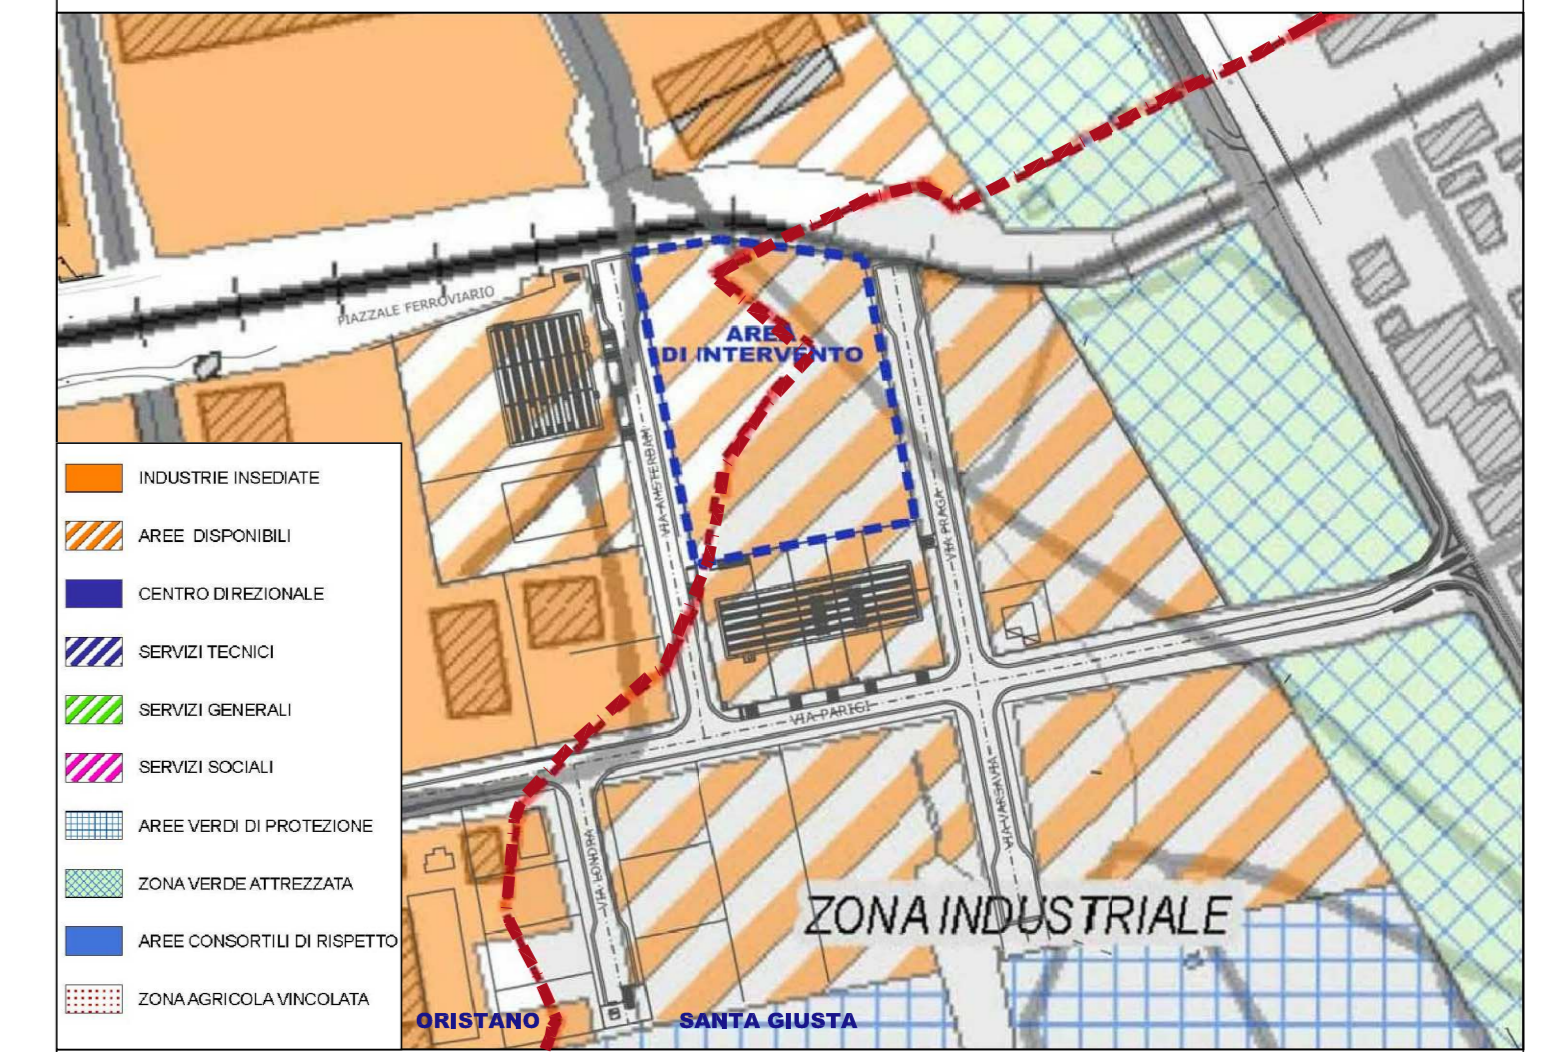 PIAZZALE FERROVIARIO
AREA
DI INTERVENTO
VIA AMSTERDAM
VIA PRAGA
INDUSTRIE INSEDIATE
AREE DISPONIBILI
CENTRO DIREZIONALE
SERVIZI TECNICI
SERVIZI GENERALI
SERVIZI SOCIALI
AREE VERDI DI PROTEZIONE
ZONA VERDE ATTREZZATA
AREE CONSORTILI DI RISPETTO
ZONA AGRICOLA VINCOLATA
VIA PARIGI
VIA VARSAVIA
VIA LONDRA
ZONA INDUSTRIALE
ORISTANO
SANTA GIUSTA